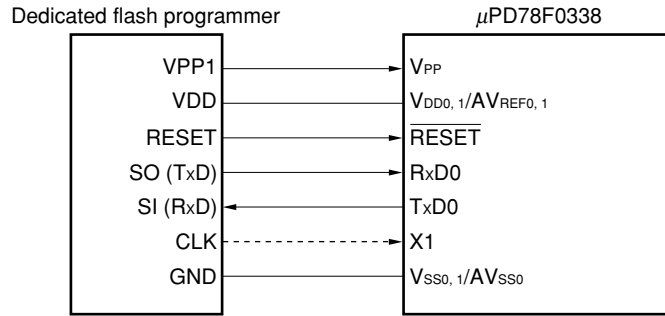 Dedicated flash programmer
μPD78F0338
VPP1
VPP
VDD
VDD0, 1/AVREF0, 1
RESET
RESET
SO (TxD)
RxD0
SI (RxD)
TxD0
CLK
X1
GND
VSS0, 1/AVSS0